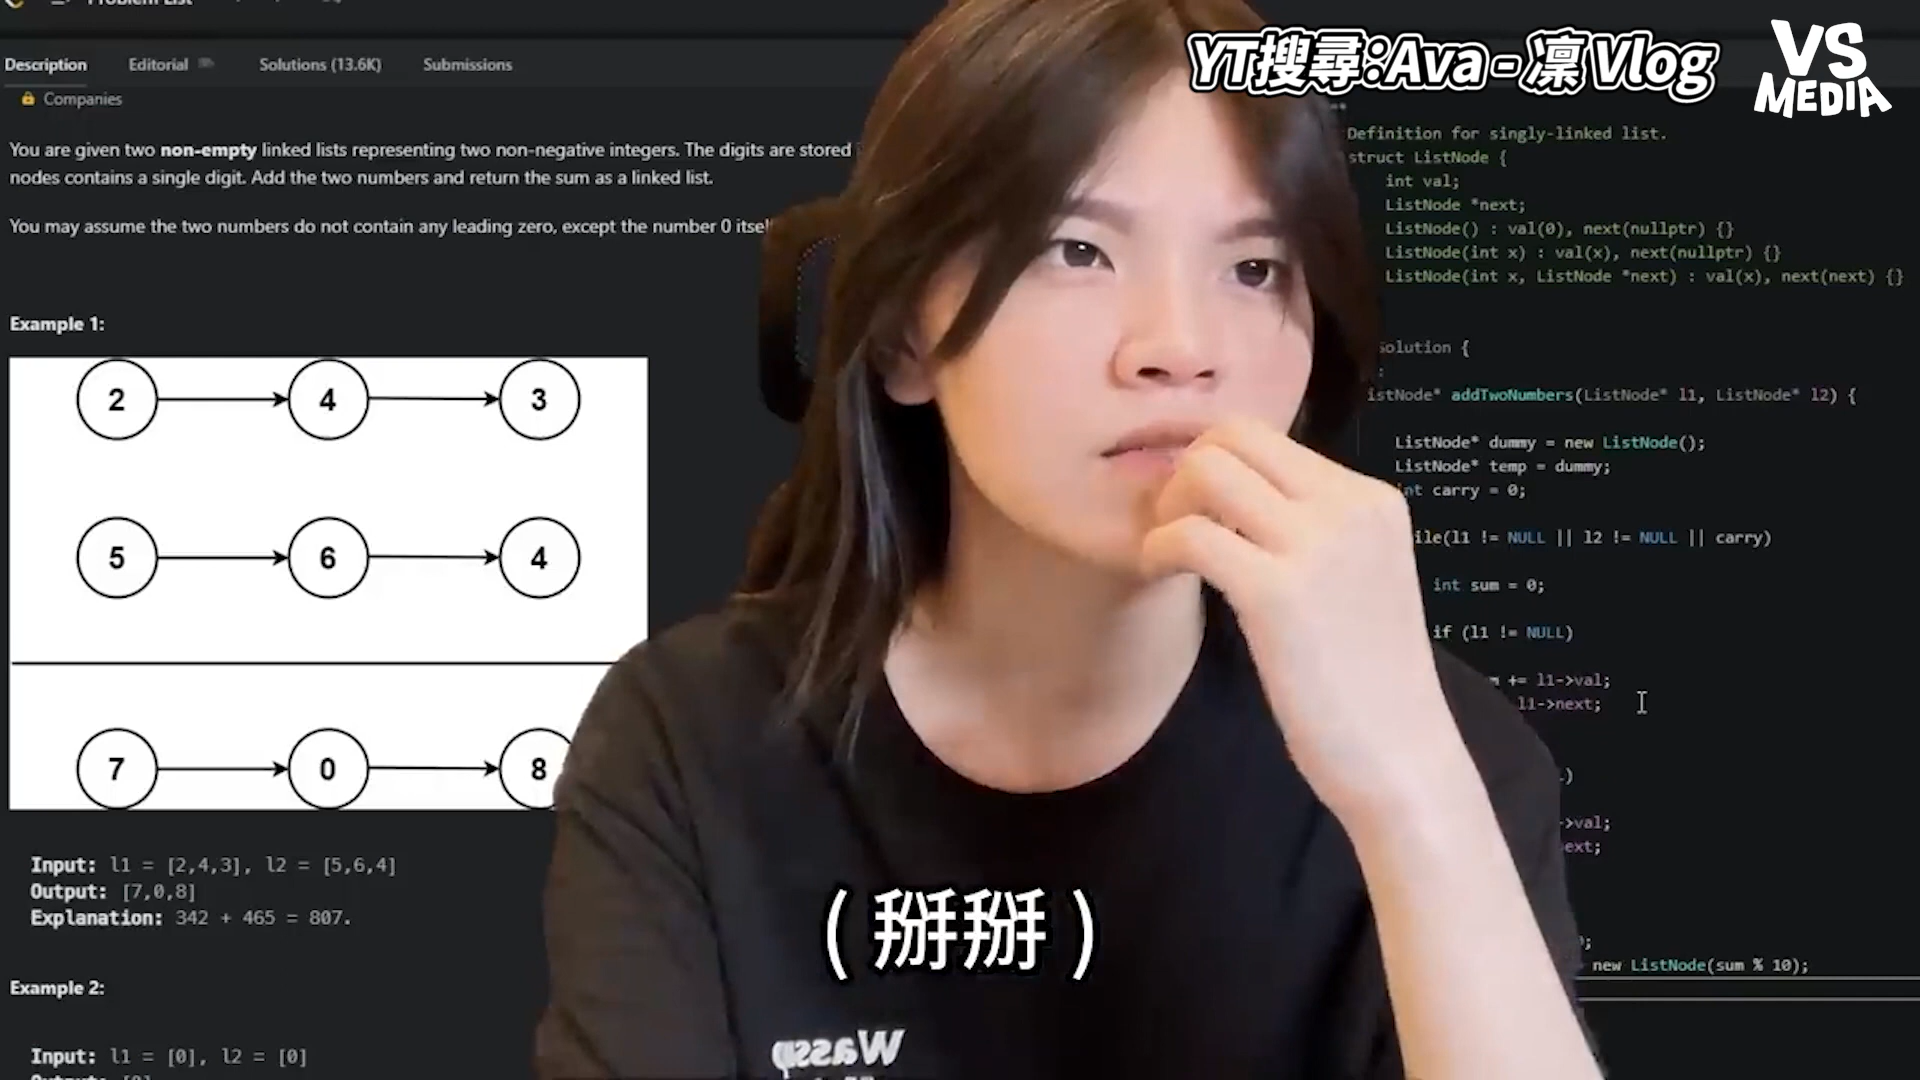 Problem List
YT搜尋:Ava - 凜 Vlog
VS
MEDIA
Description Editorial Solutions (13.6K) Submissions
Companies
You are given two non-empty linked lists representing two non-negative integers. The digits are stored
nodes contains a single digit. Add the two numbers and return the sum as a linked list.
You may assume the two numbers do not contain any leading zero, except the number 0 itself
Example 1:
2 4 3
5 6 4
7 0 8
Input: l1 = [2,4,3], l2 = [5,6,4]
Output: [7,0,8]
Explanation: 342 + 465 = 807.
Example 2:
Input: l1 = [0], l2 = [0]
Definition for singly-linked list.
struct ListNode {
int val;
ListNode *next;
ListNode() : val(0), next(nullptr) {}
ListNode(int x) : val(x), next(nullptr) {}
ListNode(int x, ListNode *next) : val(x), next(next) {}
Solution {
istNode* addTwoNumbers(ListNode* l1, ListNode* l2) {
ListNode* dummy = new ListNode();
ListNode* temp = dummy;
int carry = 0;
ile(l1 != NULL || l2 != NULL || carry)
int sum = 0;
if (l1 != NULL)
+= l1->val;
l1->next;
)
->val;
ext;
;
new ListNode(sum % 10);
(掰掰)
Wassup